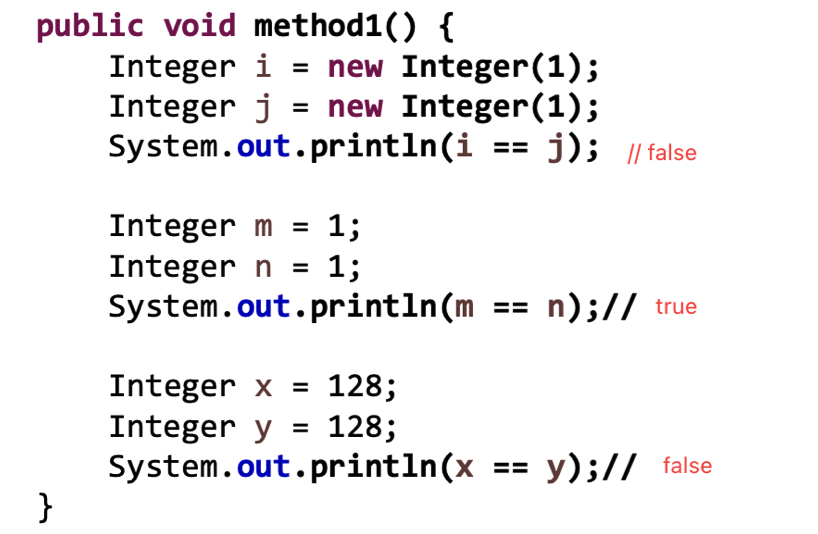 public void method1() {
    Integer i = new Integer(1);
    Integer j = new Integer(1);
    System.out.println(i == j); // false
    Integer m = 1;
    Integer n = 1;
    System.out.println(m == n);// true
    Integer x = 128;
    Integer y = 128;
    System.out.println(x == y);// false
}